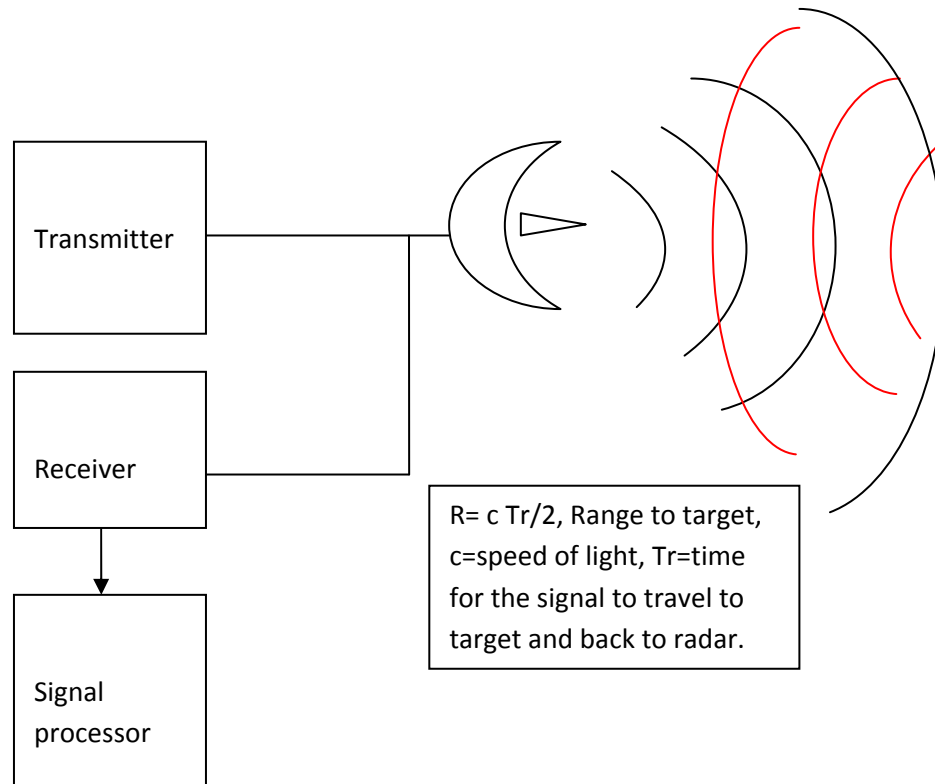 Transmitter
Receiver
R= c Tr/2, Range to target,
c=speed of light, Tr=time
for the signal to travel to
target and back to radar.
Signal
processor